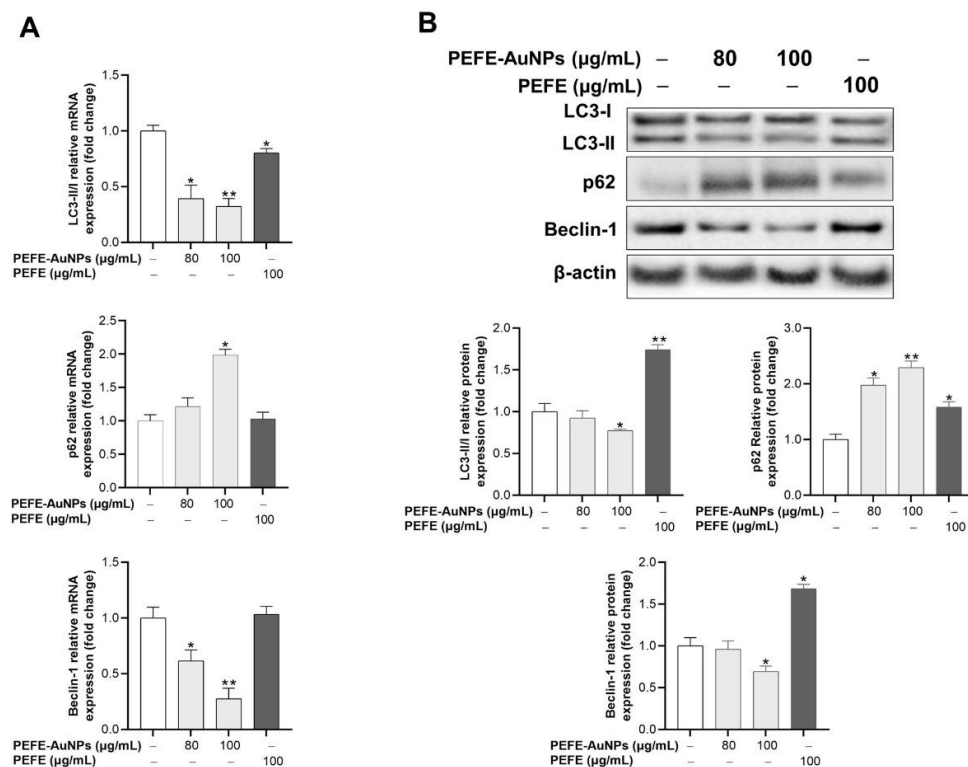 A
LC3-II/I relative mRNA
expression (fold change)
1.5
1.0
0.5
0.0
* ** *
PEFE-AuNPs (µg/mL) – 80 100 –
PEFE (µg/mL) – – – 100
p62 relative mRNA
expression (fold change)
2.5
2.0
1.5
1.0
0.5
0.0
*
PEFE-AuNPs (µg/mL) – 80 100 –
PEFE (µg/mL) – – – 100
Beclin-1 relative mRNA
expression (fold change)
1.5
1.0
0.5
0.0
* **
PEFE-AuNPs (µg/mL) – 80 100 –
PEFE (µg/mL) – – – 100
B
PEFE-AuNPs (µg/mL) – 80 100 –
PEFE (µg/mL) – – – 100
LC3-I
LC3-II
p62
Beclin-1
β-actin
LC3-II/I relative protein
expression (fold change)
2.0
1.5
1.0
0.5
0.0
* **
PEFE-AuNPs (µg/mL) – 80 100 –
PEFE (µg/mL) – – – 100
p62 Relative protein
expression (fold change)
3.0
2.0
1.0
0.0
* ** *
PEFE-AuNPs (µg/mL) – 80 100 –
PEFE (µg/mL) – – – 100
Beclin-1 relative protein
expression (fold change)
2.0
1.5
1.0
0.5
0.0
* *
PEFE-AuNPs (µg/mL) – 80 100 –
PEFE (µg/mL) – – – 100